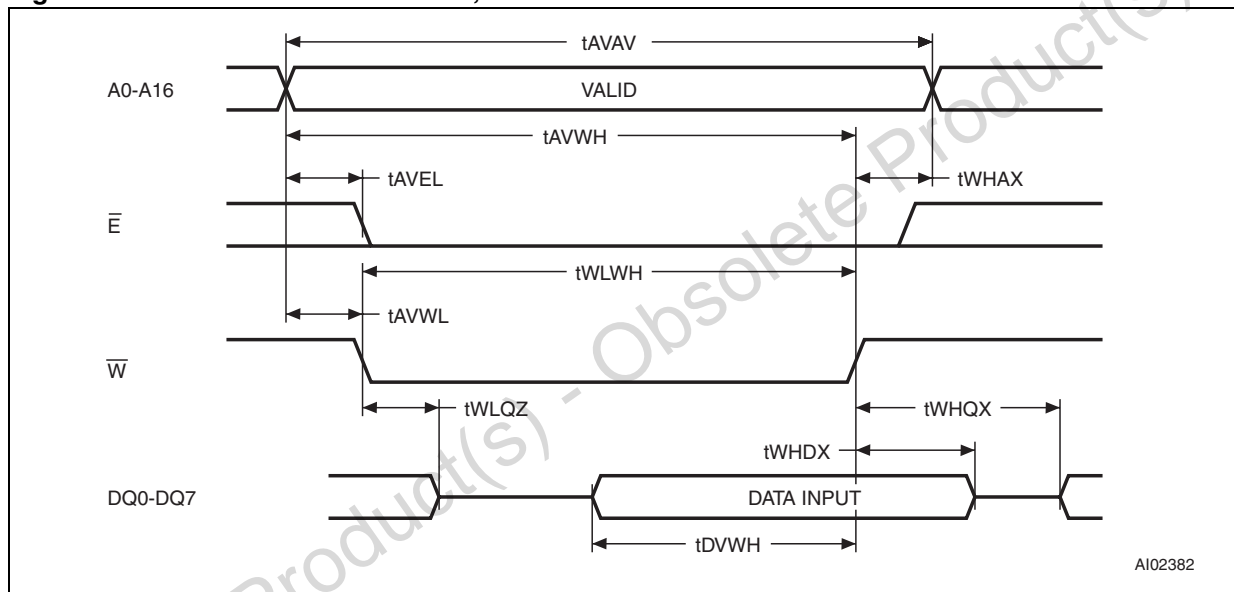 tAVAV
A0-A16
VALID
tAVWH
tAVEL
tWHAX
E
tWLWH
tAVWL
W
tWLQZ
tWHQX
tWHDX
DQ0-DQ7
DATA INPUT
tDVWH
AI02382
Product(s) - Obsolete Product(s)